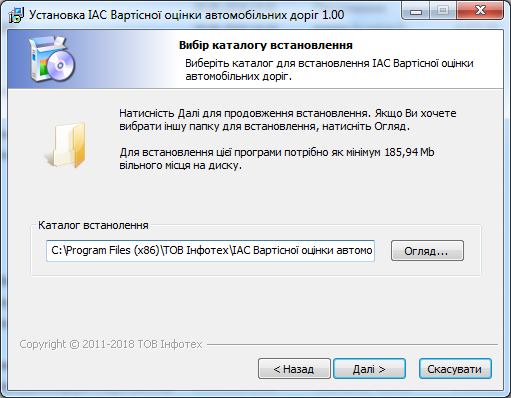 Установка ІАС Вартісної оцінки автомобільних доріг 1.00
Вибір каталогу встановлення
Виберіть каталог для встановлення ІАС Вартісної оцінки
автомобільних доріг.
Натисність Далі для продовження встановлення. Якщо Ви хочете
вибрати іншу папку для встановлення, натисніть Огляд.
Для встановлення цієї програми потрібно як мінімум 185,94 Mb
вільного місця на диску.
Каталог встанолення
C:\Program Files (x86)\ТОВ Інфотех\ІАС Вартісної оцінки автомо
Огляд...
Copyright © 2011-2018 ТОВ Інфотех
< Назад
Далі >
Скасувати